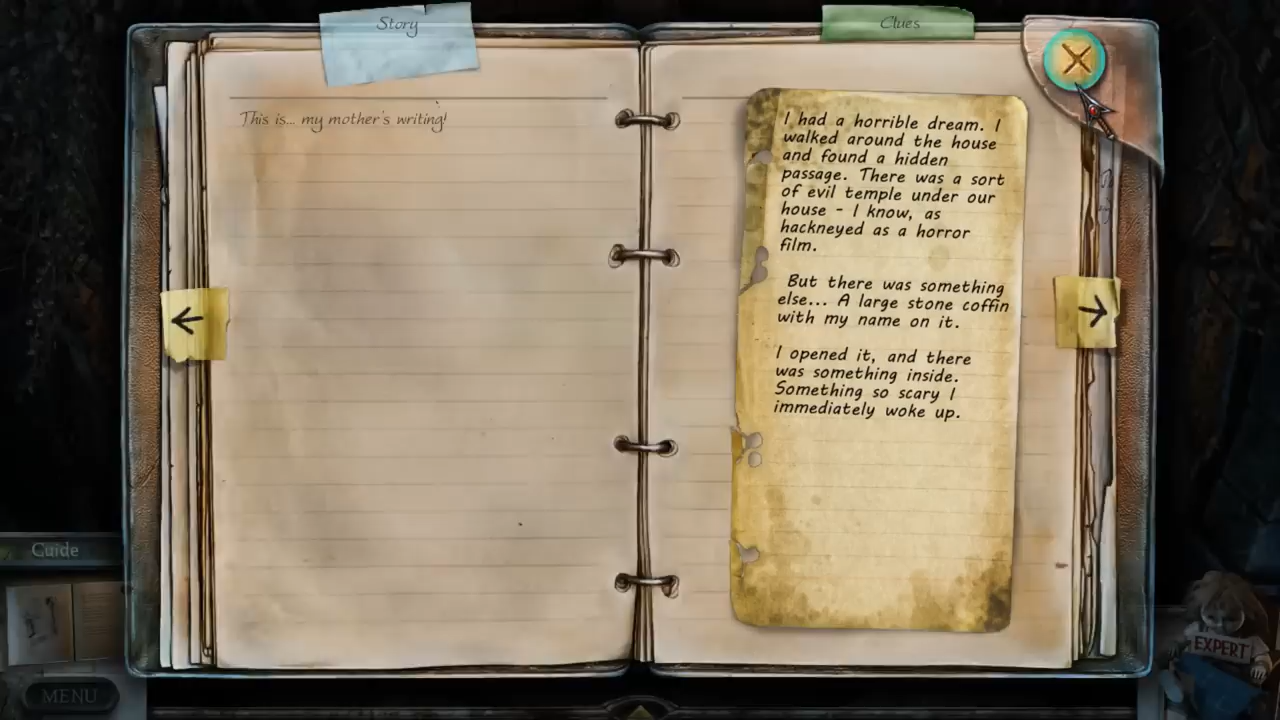 Story
Clues
This is... my mother's writing!
I had a horrible dream. I
walked around the house
and found a hidden
passage. There was a sort
of evil temple under our
house - I know, as
hackneyed as a horror
film.
But there was something
else... A large stone coffin
with my name on it.
I opened it, and there
was something inside.
Something so scary I
immediately woke up.
Guide
MENU
EXPERT